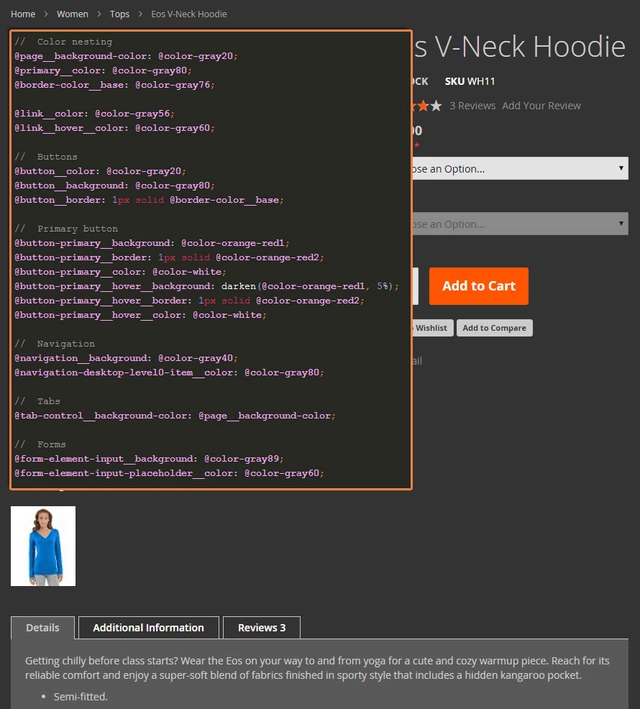 Home > Women > Tops > Eos V-Neck Hoodie
// Color nesting
@page__background-color: @color-gray20;
@primary__color: @color-gray80;
@border-color__base: @color-gray76;
@link__color: @color-gray56;
@link__hover__color: @color-gray60;
// Buttons
@button__color: @color-gray20;
@button__background: @color-gray80;
@button__border: 1px solid @border-color__base;
// Primary button
@button-primary__background: @color-orange-red1;
@button-primary__border: 1px solid @color-orange-red2;
@button-primary__color: @color-white;
@button-primary__hover__background: darken(@color-orange-red1, 5%);
@button-primary__hover__border: 1px solid @color-orange-red2;
@button-primary__hover__color: @color-white;
// Navigation
@navigation__background: @color-gray40;
@navigation-desktop-level0-item__color: @color-gray80;
// Tabs
@tab-control__background-color: @page__background-color;
// Forms
@form-element-input__background: @color-gray89;
@form-element-input-placeholder__color: @color-gray60;
s V-Neck Hoodie
OCK SKU WH11
3 Reviews Add Your Review
00
*
ose an Option...
ose an Option...
Add to Cart
Wishlist Add to Compare
ail
Details Additional Information Reviews 3
Getting chilly before class starts? Wear the Eos on your way to and from yoga for a cute and cozy warmup piece. Reach for its
reliable comfort and enjoy a super-soft blend of fabrics finished in sporty style that includes a hidden kangaroo pocket.
• Semi-fitted.